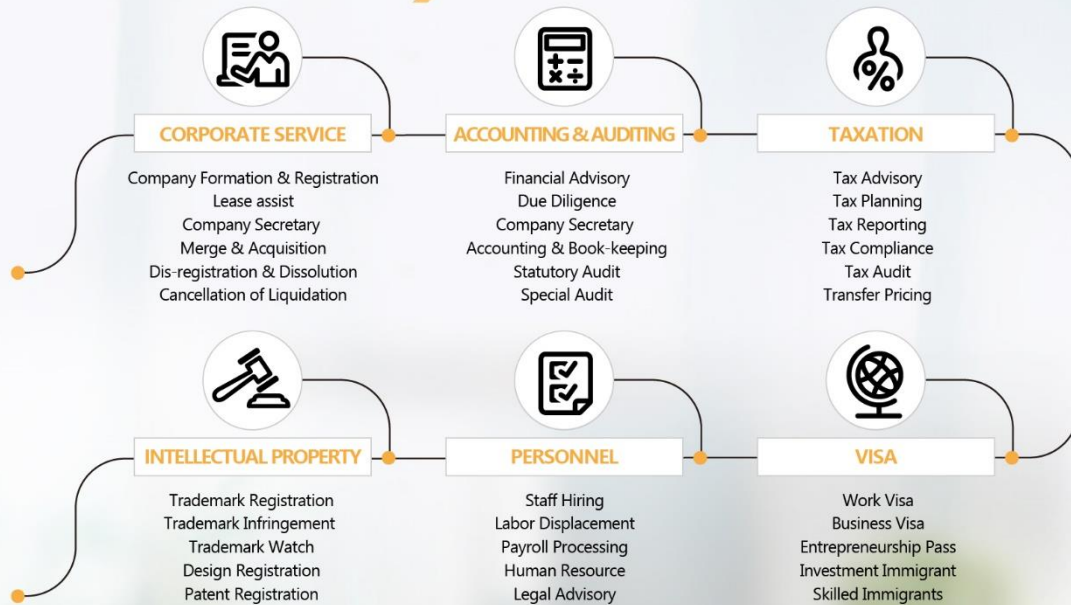 CORPORATE SERVICE
Company Formation & Registration
Lease assist
Company Secretary
Merge & Acquisition
Dis-registration & Dissolution
Cancellation of Liquidation
ACCOUNTING & AUDITING
Financial Advisory
Due Diligence
Company Secretary
Accounting & Book-keeping
Statutory Audit
Special Audit
TAXATION
Tax Advisory
Tax Planning
Tax Reporting
Tax Compliance
Tax Audit
Transfer Pricing
INTELLECTUAL PROPERTY
Trademark Registration
Trademark Infringement
Trademark Watch
Design Registration
Patent Registration
PERSONNEL
Staff Hiring
Labor Displacement
Payroll Processing
Human Resource
Legal Advisory
VISA
Work Visa
Business Visa
Entrepreneurship Pass
Investment Immigrant
Skilled Immigrants